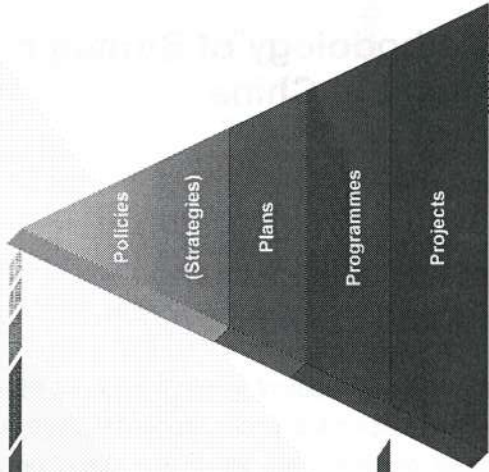 Policies
(Strategies)
Plans
Programmes
Projects